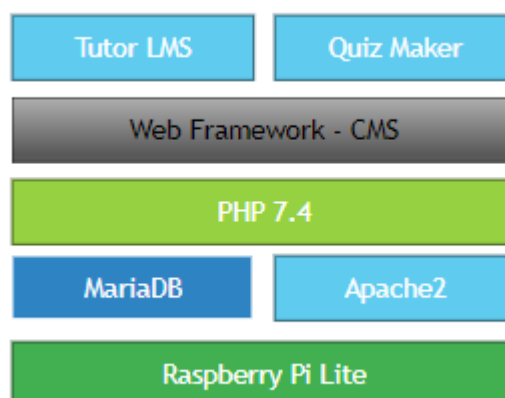 Tutor LMS
Quiz Maker
Web Framework - CMS
PHP 7.4
MariaDB
Apache2
Raspberry Pi Lite